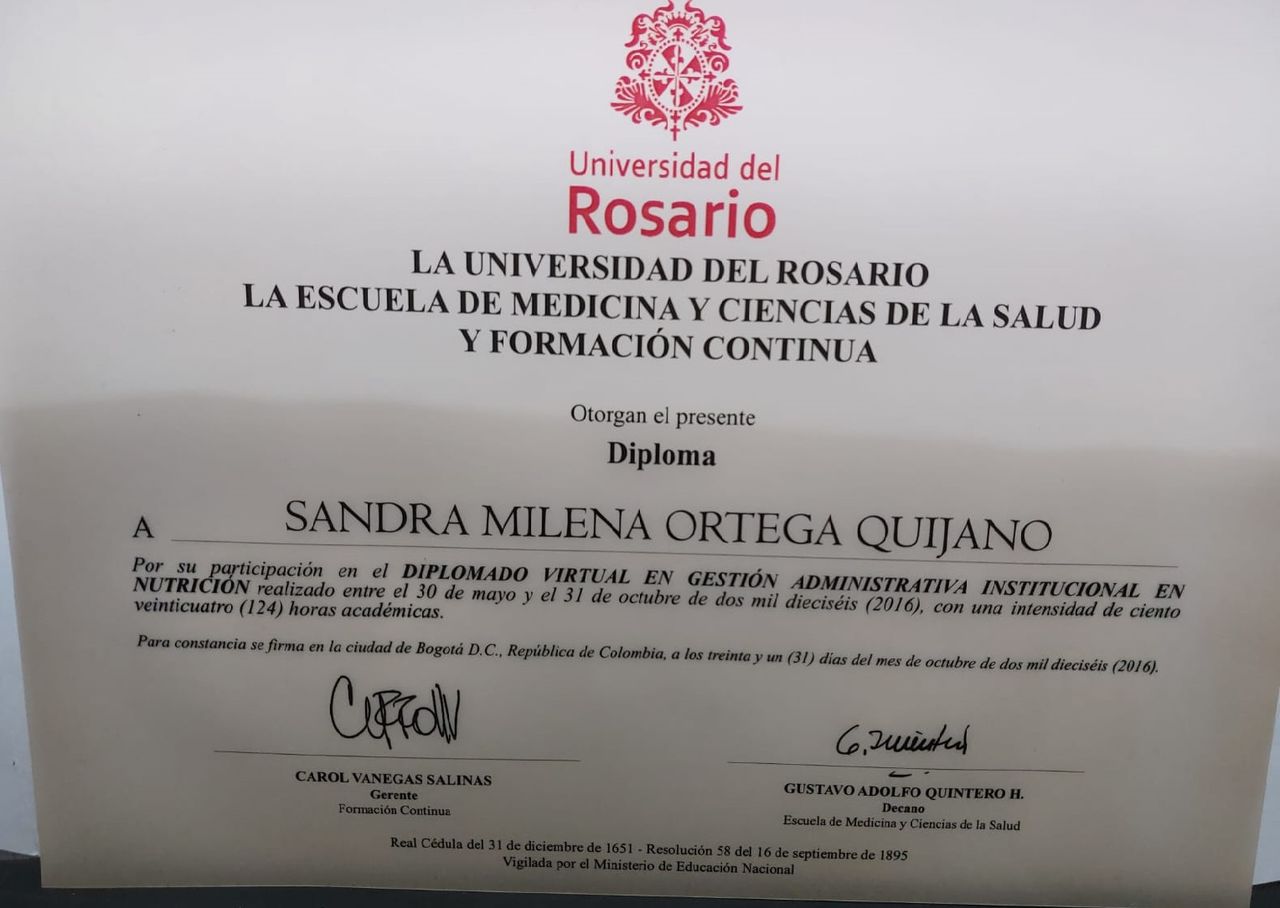 Universidad del
Rosario
LA UNIVERSIDAD DEL ROSARIO
LA ESCUELA DE MEDICINA Y CIENCIAS DE LA SALUD
Y FORMACIÓN CONTINUA
Otorgan el presente
Diploma
A SANDRA MILENA ORTEGA QUIJANO
Por su participación en el DIPLOMADO VIRTUAL EN GESTIÓN ADMINISTRATIVA INSTITUCIONAL EN
NUTRICIÓN realizado entre el 30 de mayo y el 31 de octubre de dos mil dieciséis (2016), con una intensidad de ciento
veinticuatro (124) horas académicas.
Para constancia se firma en la ciudad de Bogotá D.C., República de Colombia, a los treinta y un (31) días del mes de octubre de dos mil dieciséis (2016).
CAROL VANEGAS SALINAS
Gerente
Formación Continua
GUSTAVO ADOLFO QUINTERO H.
Decano
Escuela de Medicina y Ciencias de la Salud
Real Cédula del 31 de diciembre de 1651 - Resolución 58 del 16 de septiembre de 1895
Vigilada por el Ministerio de Educación Nacional